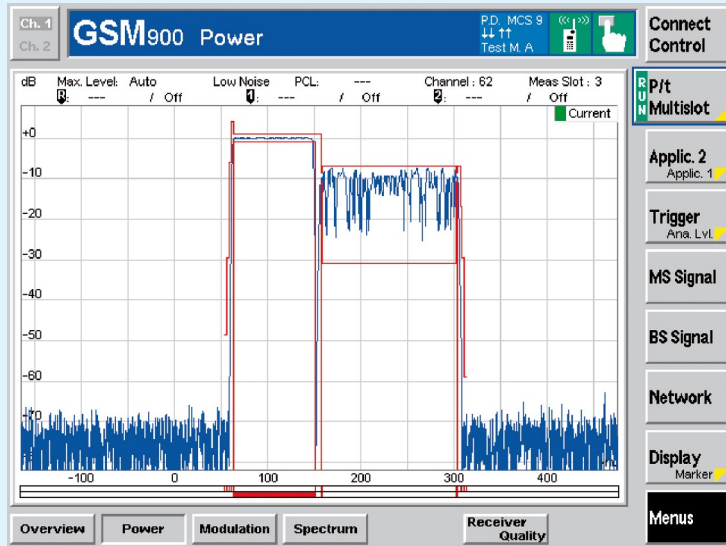 Ch. 1
Ch. 2
GSM900 Power
P.D. MCS 9
Test M. A
Connect Control
dB Max. Level: Auto Low Noise PCL: --- Channel : 62 Meas Slot : 3
R: --- / Off 1: --- / Off 2: --- / Off
Current
+0
-10
-20
-30
-40
-50
-60
-70
-100 0 100 200 300 400
RUN
P/t Multislot
Applic. 2
Applic. 1
Trigger
Ana. Lvl.
MS Signal
BS Signal
Network
Display
Marker
Menus
Overview Power Modulation Spectrum Receiver Quality